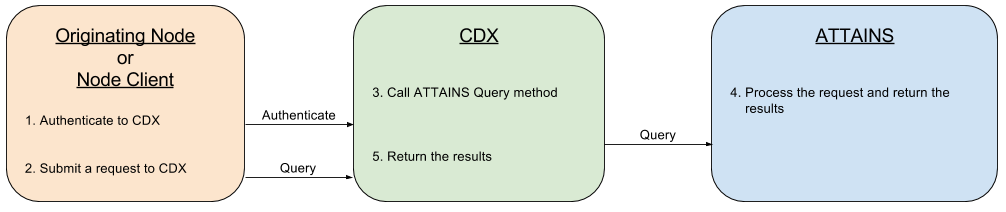 Originating Node
or
Node Client
1. Authenticate to CDX
2. Submit a request to CDX
Authenticate
Query
CDX
3. Call ATTAINS Query method
5. Return the results
Query
ATTAINS
4. Process the request and return the
results